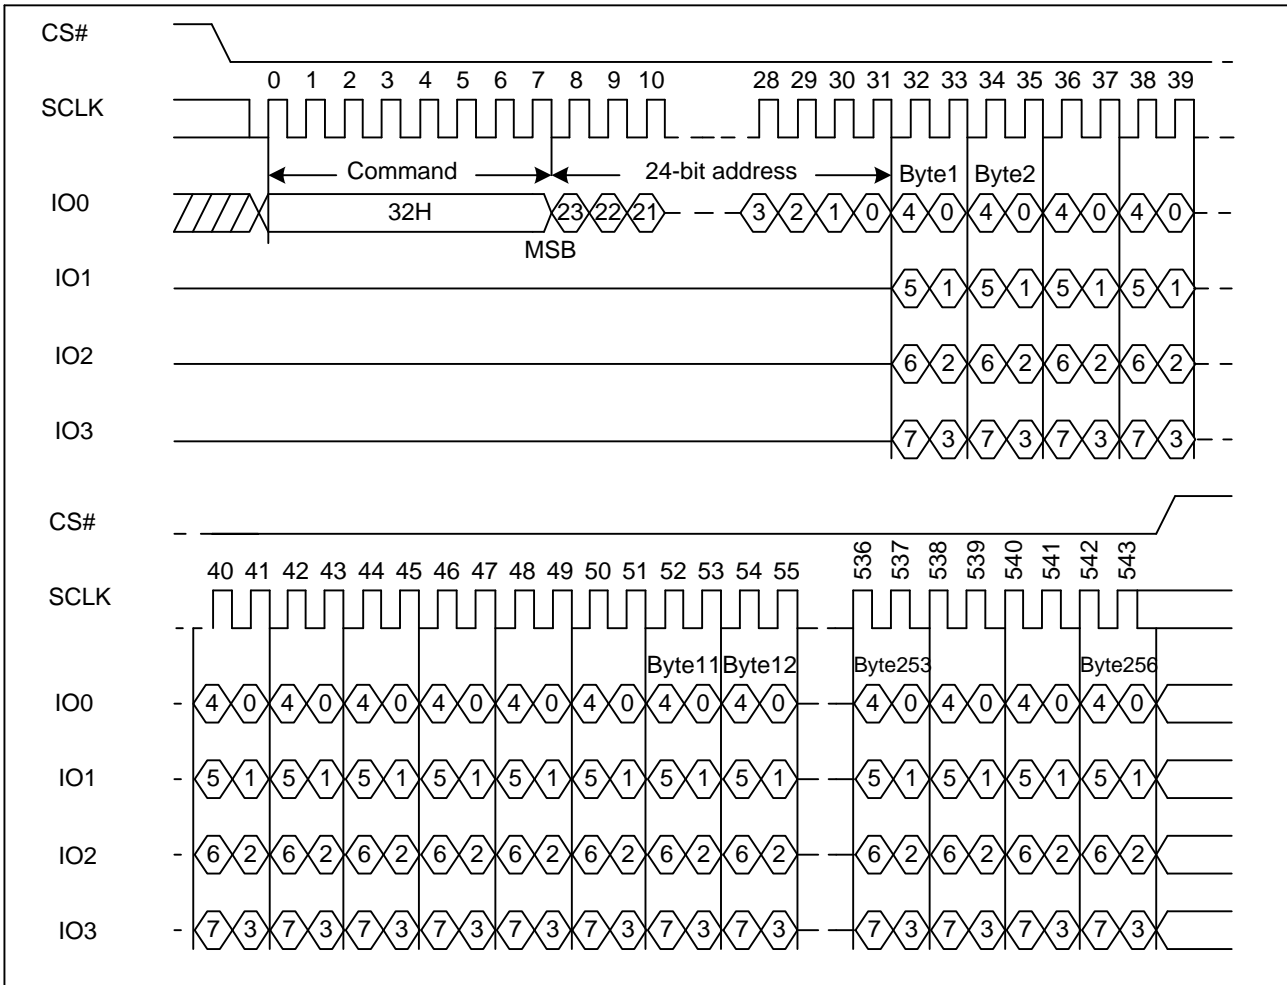 CS#
0 1 2 3 4 5 6 7 8 9 10 28 29 30 31 32 33 34 35 36 37 38 39
SCLK
Command 24-bit address Byte1 Byte2
IO0 32H 23 22 21 3 2 1 0 4 0 4 0 4 0 4 0
MSB
IO1 5 1 5 1 5 1 5 1
IO2 6 2 6 2 6 2 6 2
IO3 7 3 7 3 7 3 7 3
CS#
40 41 42 43 44 45 46 47 48 49 50 51 52 53 54 55 536 537 538 539 540 541 542 543
SCLK
Byte11 Byte12 Byte253 Byte256
IO0 4 0 4 0 4 0 4 0 4 0 4 0 4 0 4 0 4 0 4 0 4 0 4 0
IO1 5 1 5 1 5 1 5 1 5 1 5 1 5 1 5 1 5 1 5 1 5 1 5 1
IO2 6 2 6 2 6 2 6 2 6 2 6 2 6 2 6 2 6 2 6 2 6 2 6 2
IO3 7 3 7 3 7 3 7 3 7 3 7 3 7 3 7 3 7 3 7 3 7 3 7 3